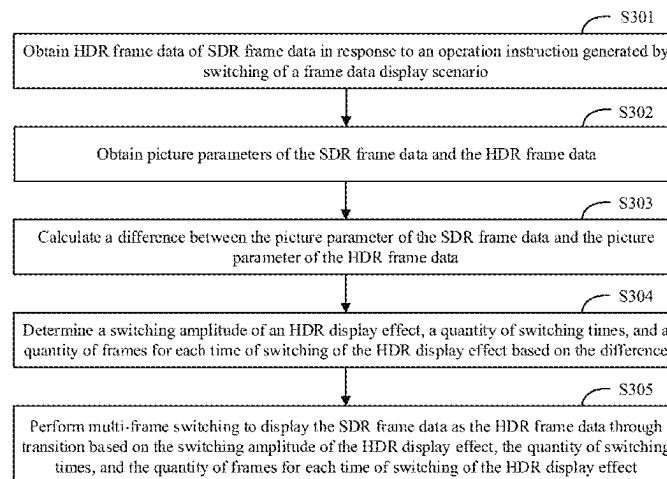 S301
Obtain HDR frame data of SDR frame data in response to an operation instruction generated by
switching of a frame data display scenario
S302
Obtain picture parameters of the SDR frame data and the HDR frame data
S303
Calculate a difference between the picture parameter of the SDR frame data and the picture
parameter of the HDR frame data
S304
Determine a switching amplitude of an HDR display effect, a quantity of switching times, and a
quantity of frames for each time of switching of the HDR display effect based on the difference
S305
Perform multi-frame switching to display the SDR frame data as the HDR frame data through
transition based on the switching amplitude of the HDR display effect, the quantity of switching
times, and the quantity of frames for each time of switching of the HDR display effect